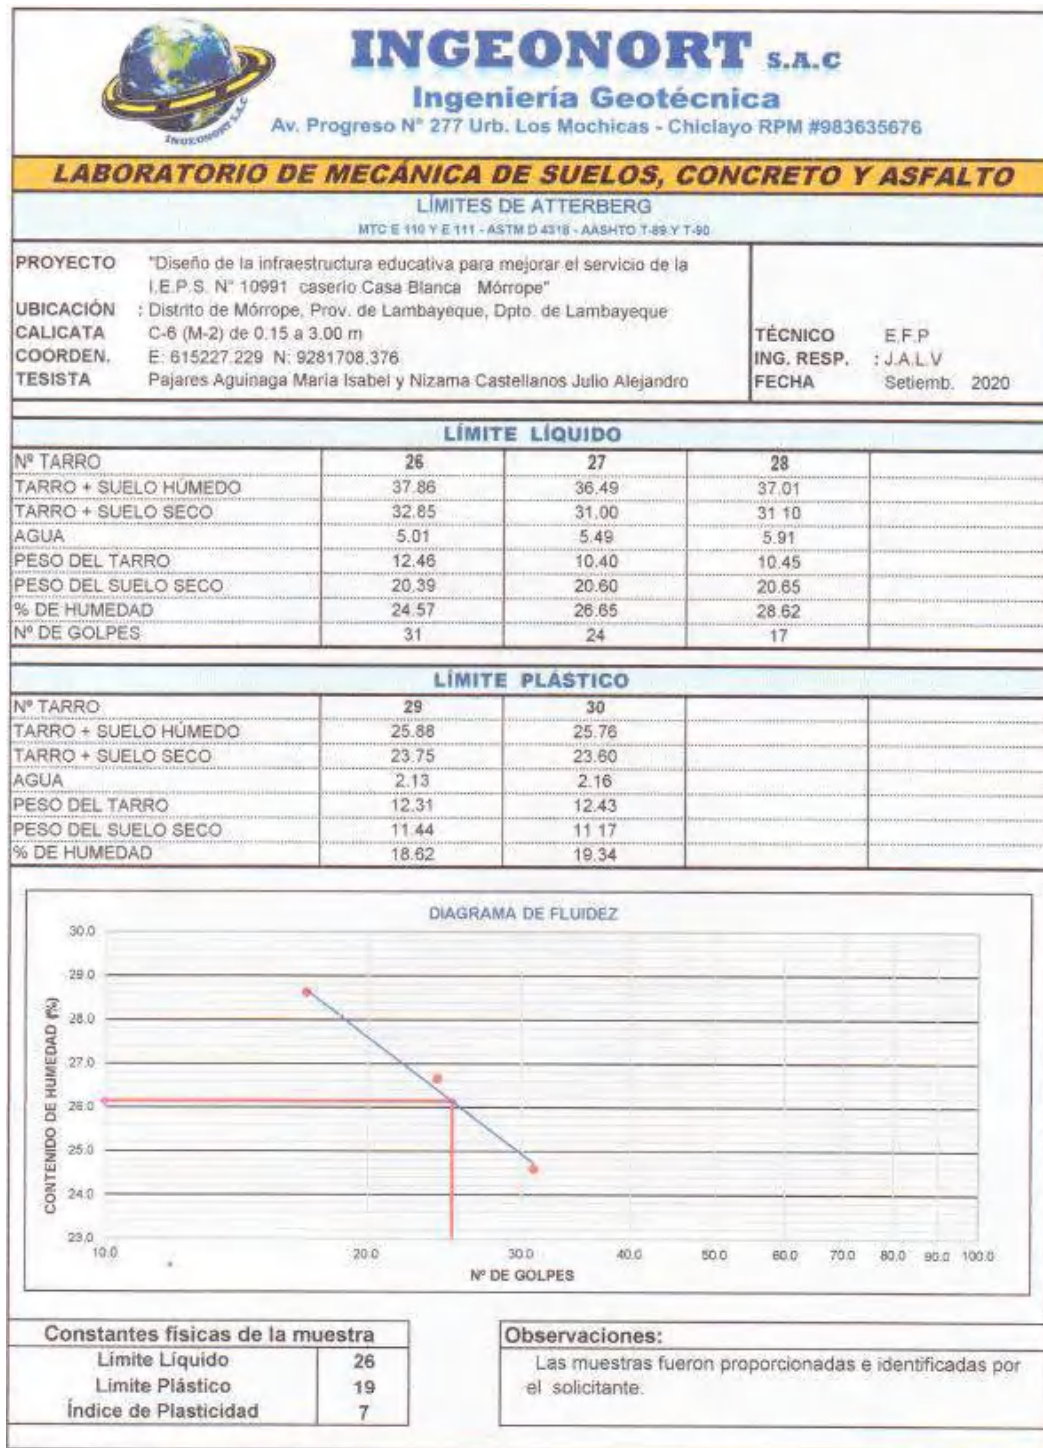 INGEONORT S.A.C
Ingeniería Geotécnica
INGEONORT S.A.C
Av. Progreso N° 277 Urb. Los Mochicas - Chiclayo RPM #983635676
LABORATORIO DE MECÁNICA DE SUELOS, CONCRETO Y ASFALTO
LÍMITES DE ATTERBERG
MTC E 110 Y E 111 - ASTM D 4318 - AASHTO T-89 Y T-90
PROYECTO "Diseño de la infraestructura educativa para mejorar el servicio de la
I.E.P.S. N° 10991 caserio Casa Blanca Mórrope"
UBICACIÓN : Distrito de Mórrope, Prov. de Lambayeque, Dpto. de Lambayeque
CALICATA C-6 (M-2) de 0.15 a 3.00 m
COORDEN. E: 615227.229 N: 9281708.376
TESISTA Pajares Aguinaga Maria Isabel y Nizama Castellanos Julio Alejandro
TÉCNICO E.F.P
ING. RESP. : J.A.L.V
FECHA Setiemb. 2020
LÍMITE LÍQUIDO
Nº TARRO 26 27 28
TARRO + SUELO HÚMEDO 37.86 36.49 37.01
TARRO + SUELO SECO 32.85 31.00 31 10
AGUA 5.01 5.49 5.91
PESO DEL TARRO 12.46 10.40 10.45
PESO DEL SUELO SECO 20.39 20.60 20.65
% DE HUMEDAD 24.57 26.65 28.62
Nº DE GOLPES 31 24 17
LÍMITE PLÁSTICO
Nº TARRO 29 30
TARRO + SUELO HÚMEDO 25.88 25.76
TARRO + SUELO SECO 23.75 23.60
AGUA 2.13 2.16
PESO DEL TARRO 12.31 12.43
PESO DEL SUELO SECO 11.44 11 17
% DE HUMEDAD 18.62 19.34
DIAGRAMA DE FLUIDEZ
CONTENIDO DE HUMEDAD (%)
30.0
29.0
28.0
27.0
26.0
25.0
24.0
23.0
10.0 20.0 30.0 40.0 50.0 60.0 70.0 80.0 90.0 100.0
Nº DE GOLPES
Constantes físicas de la muestra
Límite Líquido 26
Limite Plástico 19
Índice de Plasticidad 7
Observaciones:
Las muestras fueron proporcionadas e identificadas por
el solicitante.